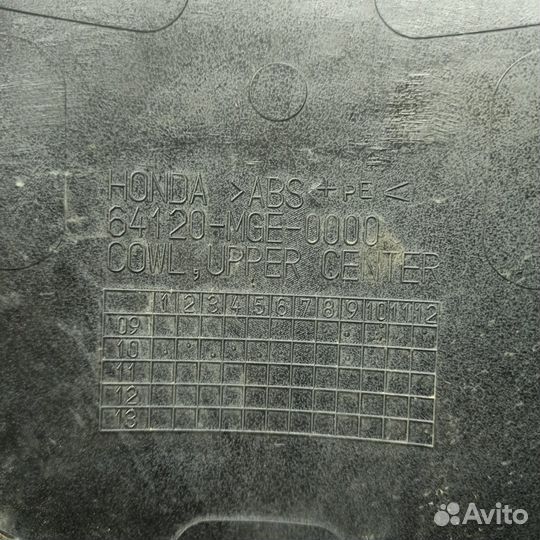 HONDA >ABS+PE<
64120-MGE-0000
COWL, UPPER CENTER
1 2 3 4 5 6 7 8 9 10 11 12
09
10
11
12
13
Avito